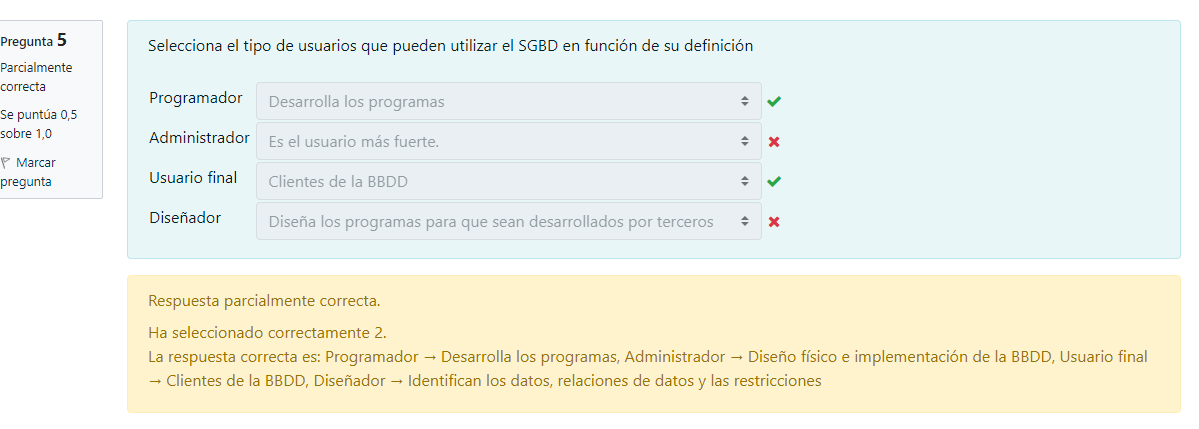 Pregunta 5
Parcialmente
correcta
Se puntúa 0,5
sobre 1,0
Marcar
pregunta
Selecciona el tipo de usuarios que pueden utilizar el SGBD en función de su definición
Programador Desarrolla los programas
Administrador Es el usuario más fuerte.
Usuario final Clientes de la BBDD
Diseñador Diseña los programas para que sean desarrollados por terceros
Respuesta parcialmente correcta.
Ha seleccionado correctamente 2.
La respuesta correcta es: Programador → Desarrolla los programas, Administrador → Diseño físico e implementación de la BBDD, Usuario final
→ Clientes de la BBDD, Diseñador → Identifican los datos, relaciones de datos y las restricciones